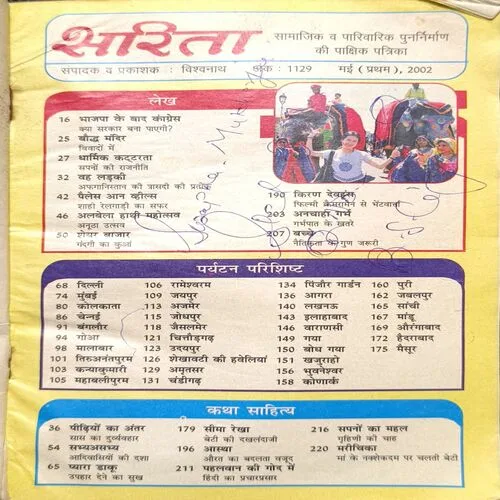 सरिता
सामाजिक व पारिवारिक पुनर्निर्माण
की पाक्षिक पत्रिका
संपादक व प्रकाशक : विश्वनाथ अंक : 1129 मई (प्रथम), 2002
लेख
16 भाजपा के बाद कांग्रेस
क्या सरकार बना पाएगी?
25 बौद्ध मंदिर
विवादों में
27 धार्मिक कट्टरता
सपनों की राजनीति
32 वह लड़की
अफगानिस्तान की त्रासदी की प्रतीक
42 पैलेस आन व्हील्स
शाही रेलगाड़ी का सफर
46 अलबेला हाथी महोत्सव
अनूठा उत्सव
50 शेयर बाजार
गंदगी का कुआं
190 किरण देवहंस
फिल्मी कैमरामैन से भेंटवार्ता
203 अनचाहा गर्भ
गर्भपात के खतरे
207 बच्चे
नैतिकता के गुण जरूरी
पर्यटन परिशिष्ट
68 दिल्ली
74 मुंबई
80 कोलकाता
86 चेन्नई
91 बंगलौर
94 गोआ
98 मालाबार
101 तिरुअनंतपुरम
103 कन्याकुमारी
105 महाबलीपुरम
106 रामेश्वरम
109 जयपुर
113 अजमेर
115 जोधपुर
118 जैसलमेर
121 चित्तौड़गढ़
123 उदयपुर
126 शेखावटी की हवेलियां
129 अमृतसर
131 चंडीगढ़
134 पिंजौर गार्डन
136 आगरा
140 लखनऊ
143 इलाहाबाद
146 वाराणसी
149 गया
150 बोध गया
151 खजुराहो
156 भुवनेश्वर
158 कोणार्क
160 पुरी
162 जबलपुर
165 सांची
167 मांडू
169 औरंगाबाद
172 हैदराबाद
175 मैसूर
कथा साहित्य
36 पीढ़ियों का अंतर
सास का दुर्व्यवहार
54 सभ्यअसभ्य
आदिवासियों की दशा
65 प्यारा डाकू
उपहार देने का सुख
179 सीमा रेखा
बेटी की दखलंदाजी
196 आस्था
औरत का बदलता वजूद
211 पहलवान की गोद में
हिंदी का प्रचारप्रसार
216 सपनों का महल
गृहिणी की चाह
220 मरीचिका
मां के नक्शेकदम पर चलती बेटी